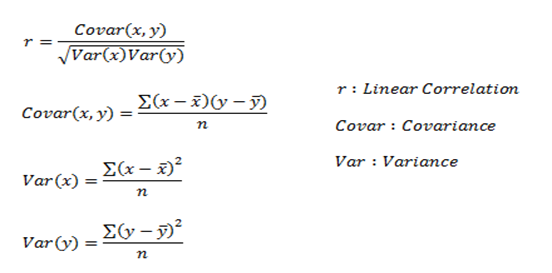 r = Covar(x, y) / √Var(x)Var(y)
Covar(x, y) = Σ(x − x̄)(y − ȳ) / n
Var(x) = Σ(x − x̄)² / n
Var(y) = Σ(y − ȳ)² / n
r : Linear Correlation
Covar : Covariance
Var : Variance